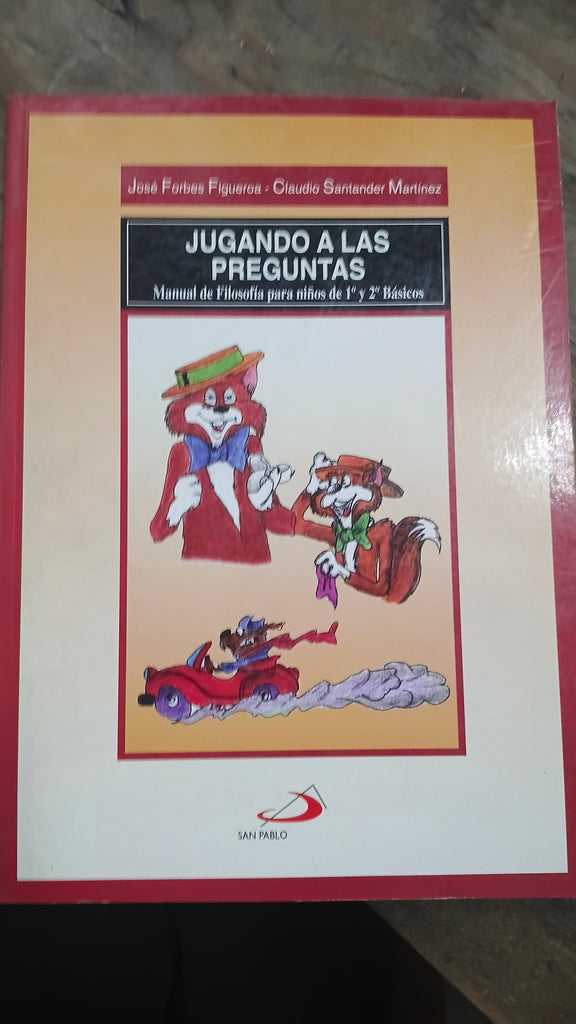 José Forbes Figueroa - Claudio Santander Martínez
JUGANDO A LAS
PREGUNTAS
Manual de Filosofía para niños de 1º y 2º Básicos
SAN PABLO